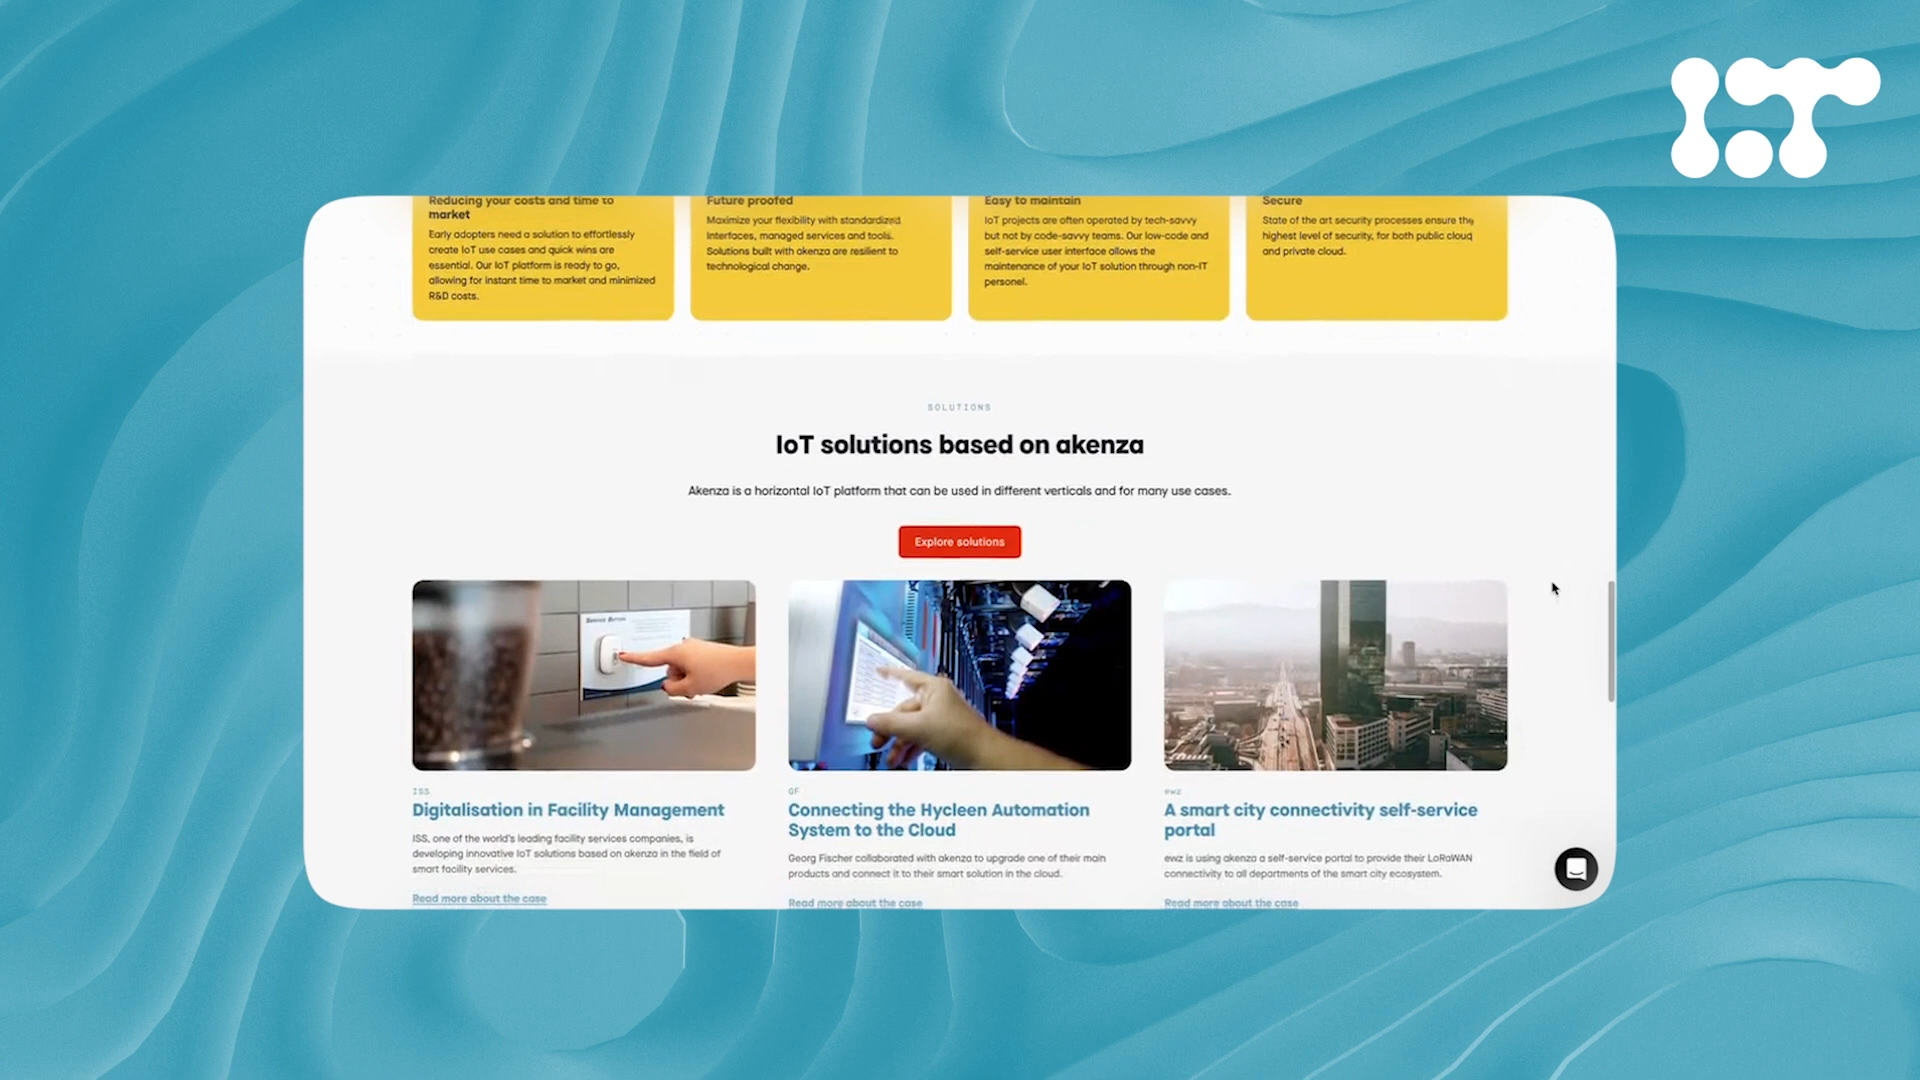 IoT
Reducing your costs and time to
market
Early adopters need a solution to effortlessly
create IoT use cases and quick wins are
essential. Our IoT platform is ready to go,
allowing for instant time to market and minimized
R&D costs.
Future proofed
Maximize your flexibility with standardized
interfaces, managed services and tools.
Solutions built with akenza are resilient to
technological change.
Easy to maintain
IoT projects are often operated by tech-savvy
but not by code-savvy teams. Our low-code and
self-service user interface allows the
maintenance of your IoT solution through non-IT
personel.
Secure
State of the art security processes ensure the
highest level of security, for both public cloud
and private cloud.
SOLUTIONS
IoT solutions based on akenza
Akenza is a horizontal IoT platform that can be used in different verticals and for many use cases.
Explore solutions
Service Button
ISS
Digitalisation in Facility Management
ISS, one of the world's leading facility services companies, is
developing innovative IoT solutions based on akenza in the field of
smart facility services.
Read more about the case
GF
Connecting the Hycleen Automation
System to the Cloud
Georg Fischer collaborated with akenza to upgrade one of their main
products and connect it to their smart solution in the cloud.
Read more about the case
ewz
A smart city connectivity self-service
portal
ewz is using akenza a self-service portal to provide their LoRaWAN
connectivity to all departments of the smart city ecosystem.
Read more about the case